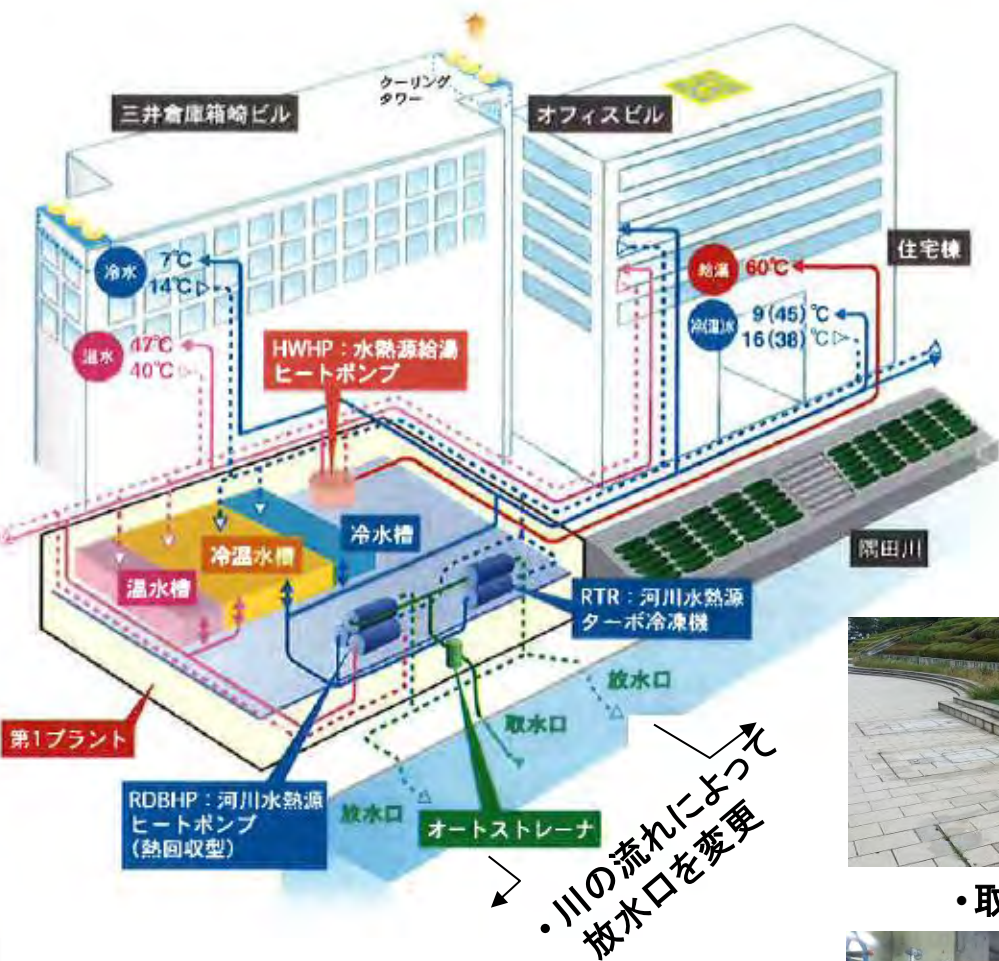 クーリング
タワー
三井倉庫箱崎ビル
オフィスビル
住宅棟
冷水
7℃
14℃
温水
47℃
40℃
HWHP：水熱源給湯
ヒートポンプ
給湯
60℃
冷(温)水
9(45)℃
16(38)℃
冷水槽
冷温水槽
温水槽
隅田川
RTR：河川水熱源
ターボ冷凍機
第1プラント
放水口
取水口
RDBHP：河川水熱源
ヒートポンプ
(熱回収型)
放水口
オートストレーナ
・川の流れによって
放水口を変更
・取